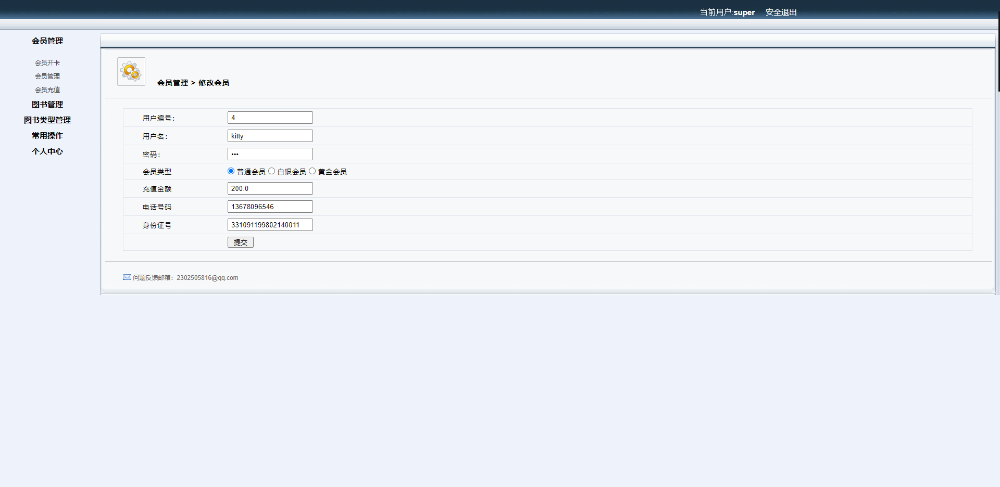 当前用户:super 安全退出
会员管理
会员开卡
会员管理
会员充值
图书管理
图书类型管理
常用操作
个人中心
会员管理 > 修改会员
用户编号： 4
用户名： kitty
密码： •••
会员类型 普通会员 白银会员 黄金会员
充值金额 200.0
电话号码 13678096546
身份证号 331091199802140011
提交
问题反馈邮箱：2302505816@qq.com